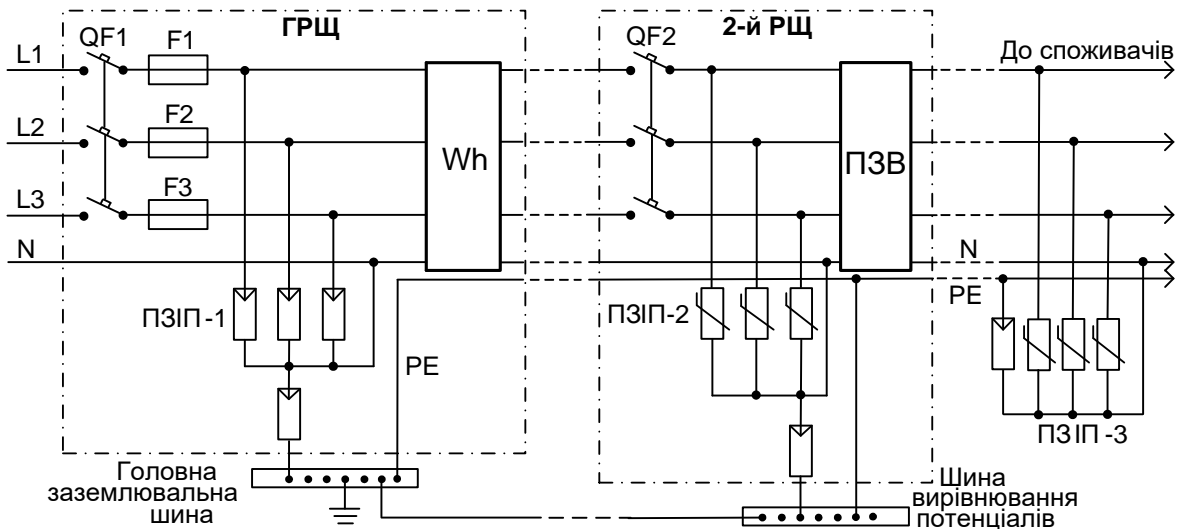 ГРЩ
2-й РЩ
QF1
F1
QF2
До споживачів
L1
F2
L2
Wh
ПЗВ
F3
L3
N
N
PE
ПЗІП-1
ПЗІП-2
PE
ПЗІП-3
Головна
заземлювальна
шина
Шина
вирівнювання
потенціалів